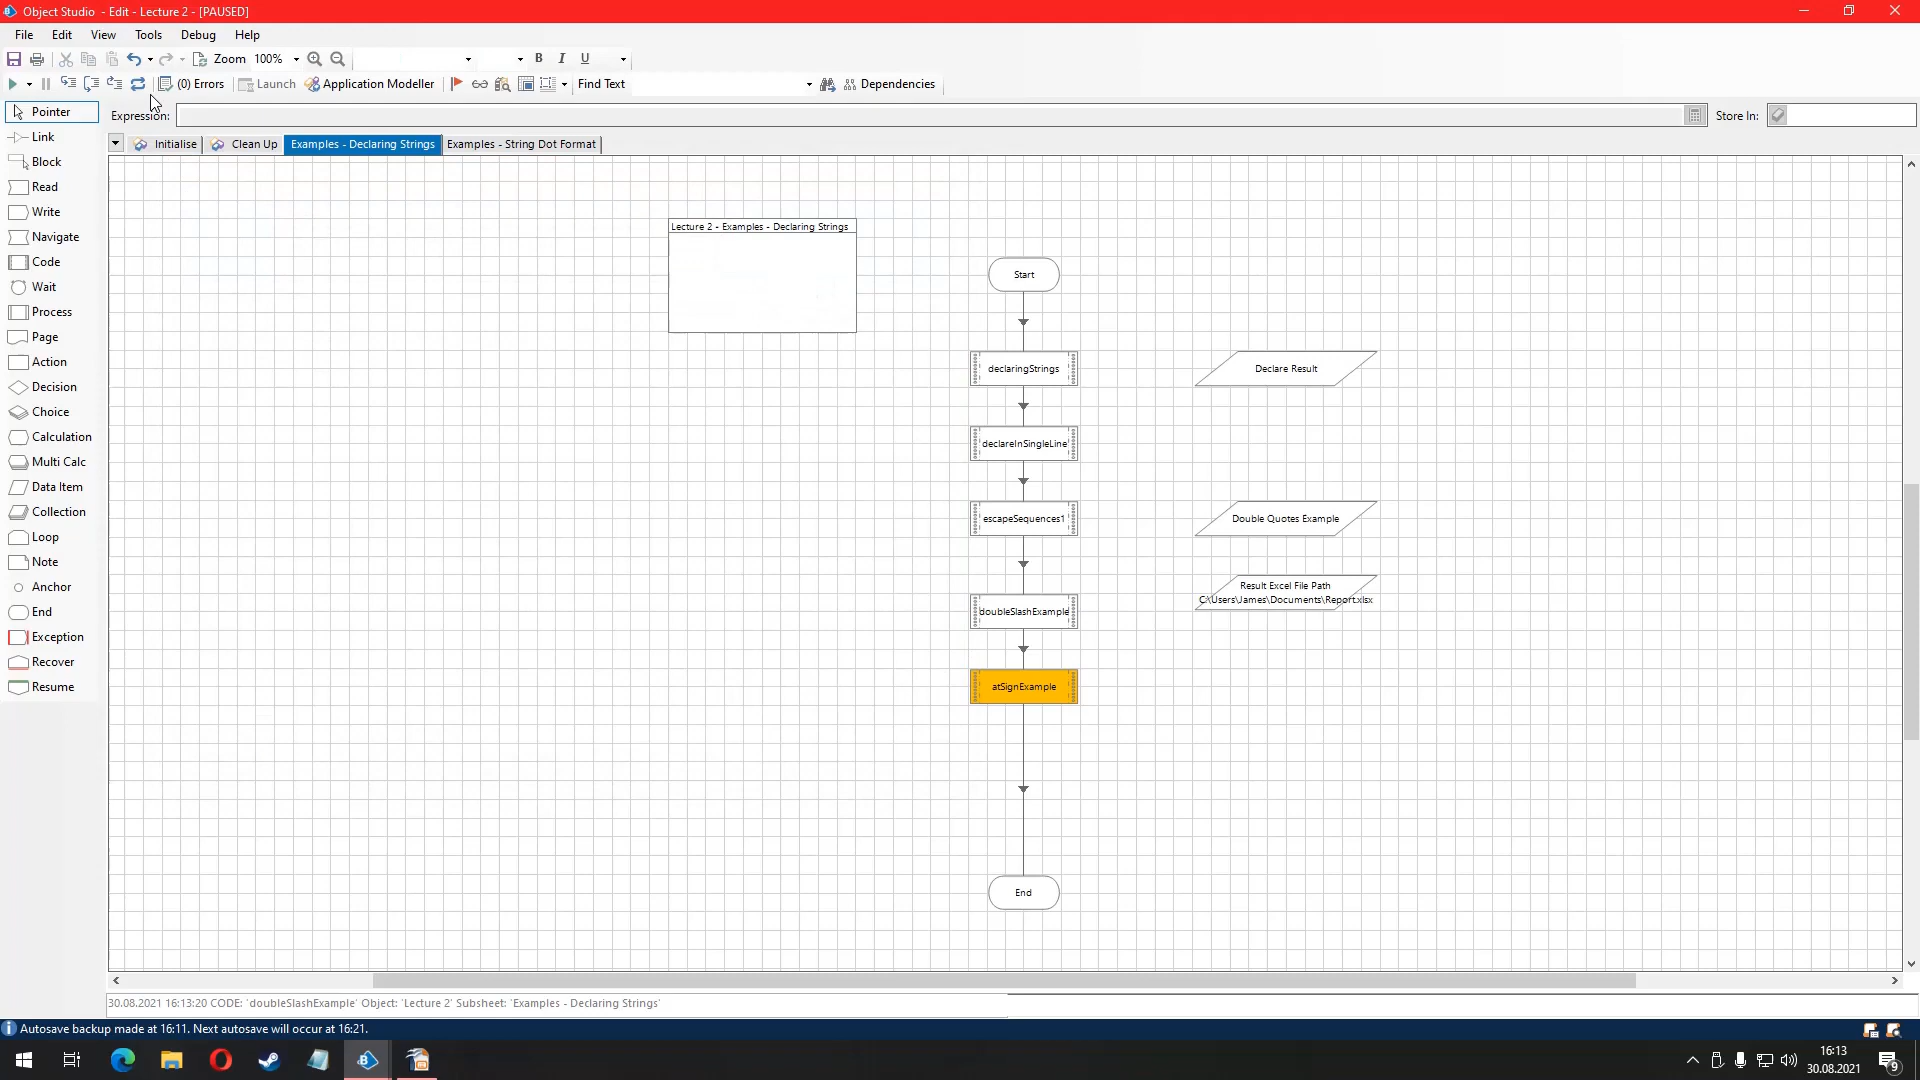 Object Studio - Edit - Lecture 2 - [PAUSED]
File Edit View Tools Debug Help
Zoom 100% B I U
(0) Errors Launch Application Modeller Find Text Dependencies
Pointer
Expression: Store In:
Link
Initialise Clean Up Examples - Declaring Strings Examples - String Dot Format
Block
Read
Write
Navigate
Code
Wait
Process
Page
Action
Decision
Choice
Calculation
Multi Calc
Data Item
Collection
Loop
Note
Anchor
End
Exception
Recover
Resume
Lecture 2 - Examples - Declaring Strings
Start
declaringStrings
Declare Result
declareInSingleLine
escapeSequences1
Double Quotes Example
Result Excel File Path
C:\Users\James\Documents\Report.xlsx
doubleSlashExample
atSignExample
End
30.08.2021 16:13:20 CODE: 'doubleSlashExample' Object: 'Lecture 2' Subsheet: 'Examples - Declaring Strings'
Autosave backup made at 16:11. Next autosave will occur at 16:21.
16:13
30.08.2021
9